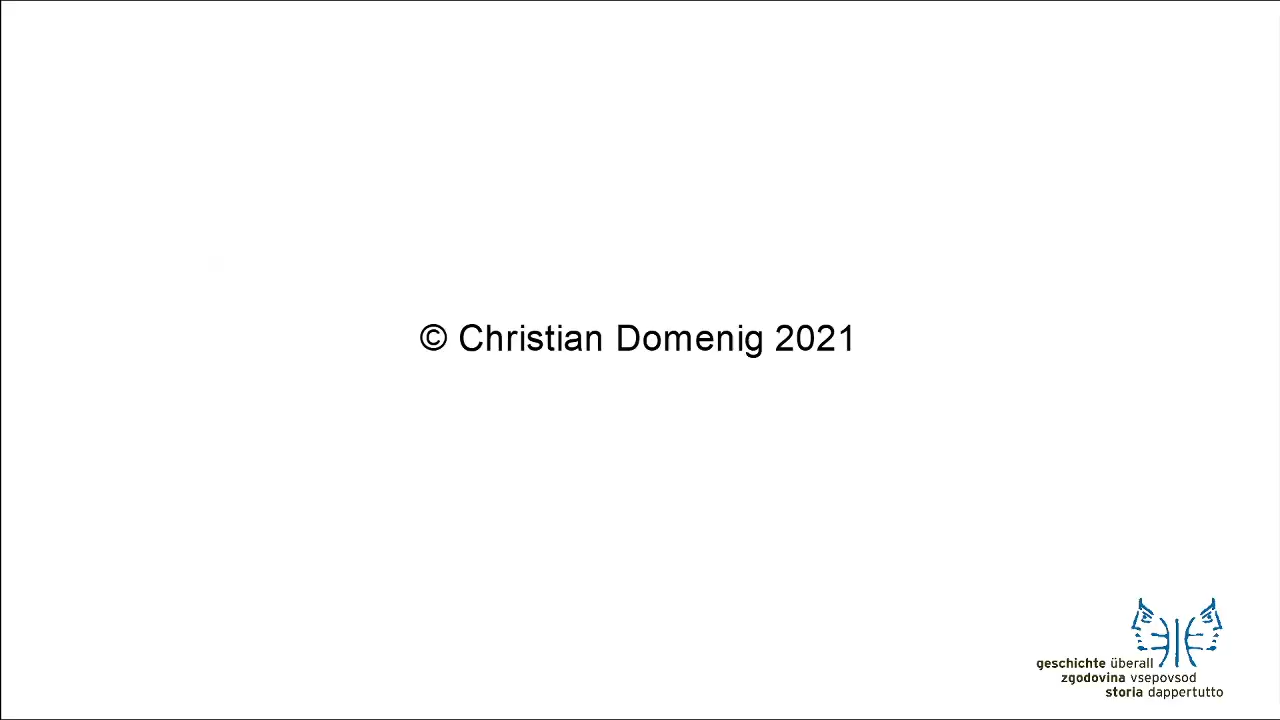 © Christian Domenig 2021
geschichte überall
zgodovina vsepovsod
storia dappertutto